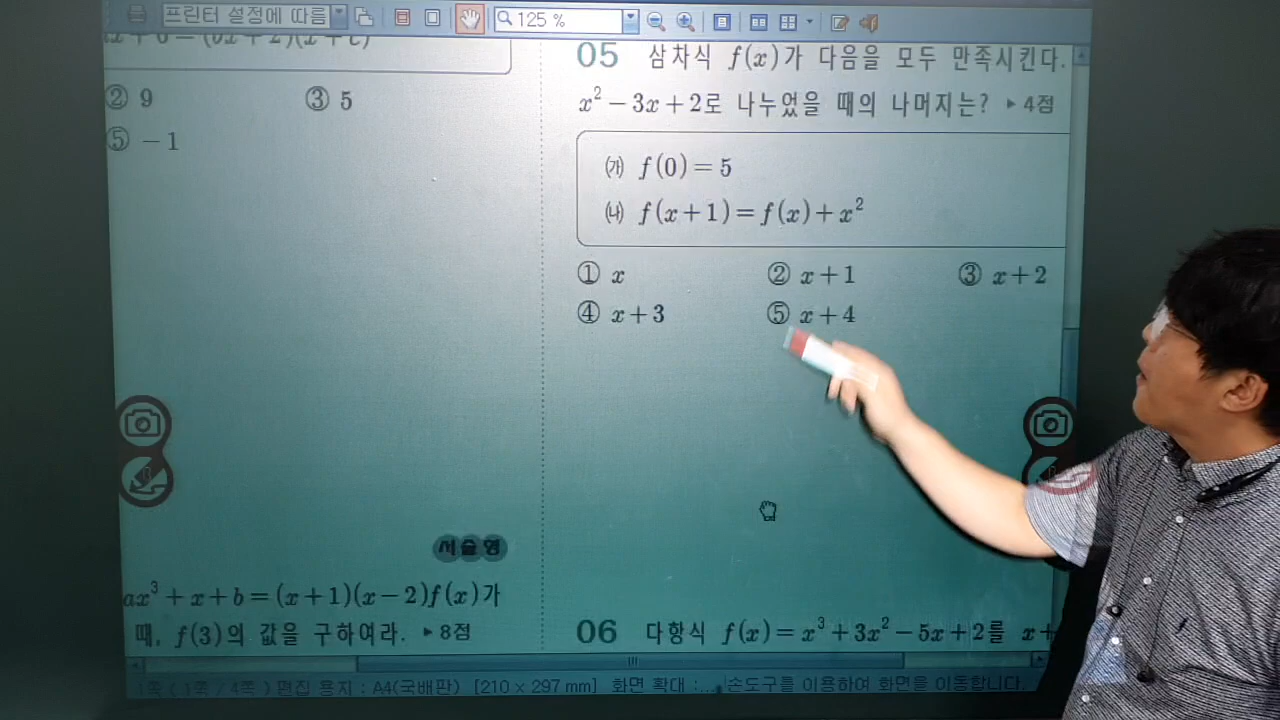 프린터 설정에 따름
125 %
② 9 ③ 5
⑤ −1
서술형
ax³ + x + b = (x+1)(x−2)f(x)가
때, f(3)의 값을 구하여라. ▸8점
05 삼차식 f(x)가 다음을 모두 만족시킨다.
x² − 3x + 2로 나누었을 때의 나머지는? ▸4점
㈎ f(0) = 5
㈏ f(x+1) = f(x) + x²
① x ② x+1 ③ x+2
④ x+3 ⑤ x+4
06 다항식 f(x) = x³ + 3x² − 5x + 2를 x+
1쪽 ( 1쪽 / 4쪽 ) 편집 용지 : A4(국배판) [210 x 297 mm] 화면 확대 :... 손도구를 이용하여 화면을 이동합니다.